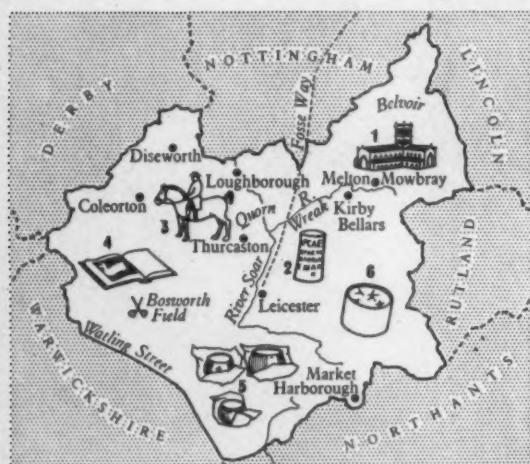 NOTTINGHAM
LINCOLN
DERBY
Fosse Way
Belvoir
1
Diseworth
Loughborough
Melton Mowbray
Coleorton
3
Quorn
R.
Wreak
Kirby
Bellars
Thurcaston
4
2
6
RUTLAND
River Soar
Leicester
Bosworth
Field
WARWICKSHIRE
Watling Street
5
Market
Harborough
NORTHANTS